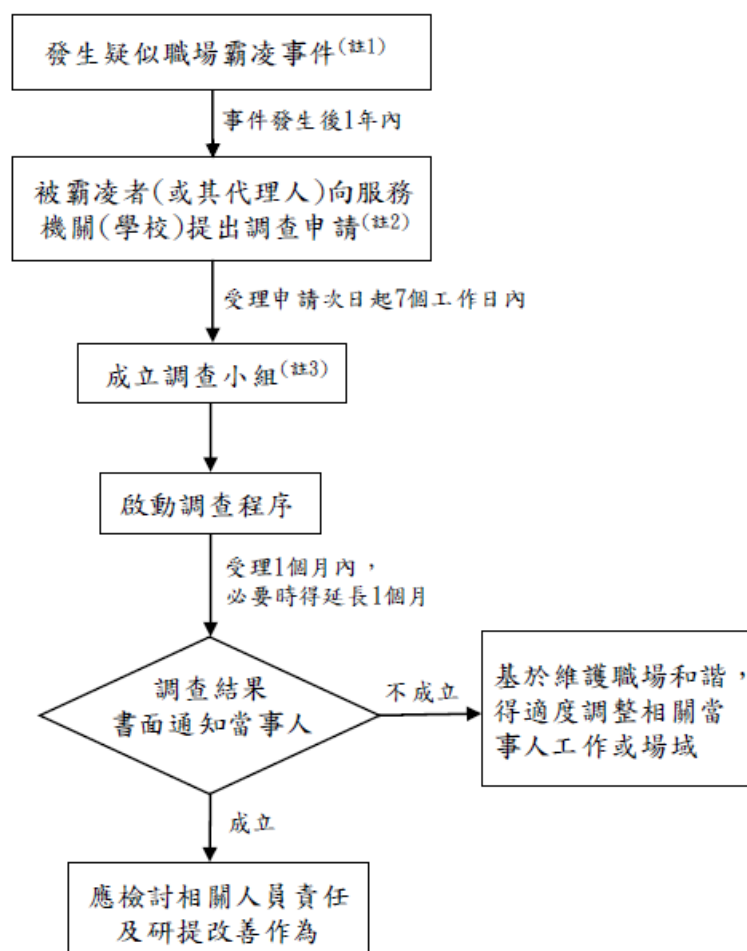 發生疑似職場霸凌事件(註1)
事件發生後1年內
被霸凌者(或其代理人)向服務
機關(學校)提出調查申請(註2)
受理申請次日起7個工作日內
成立調查小組(註3)
啟動調查程序
受理1個月內，
必要時得延長1個月
調查結果
書面通知當事人
不成立
基於維護職場和諧，
得適度調整相關當
事人工作或場域
成立
應檢討相關人員責任
及研提改善作為